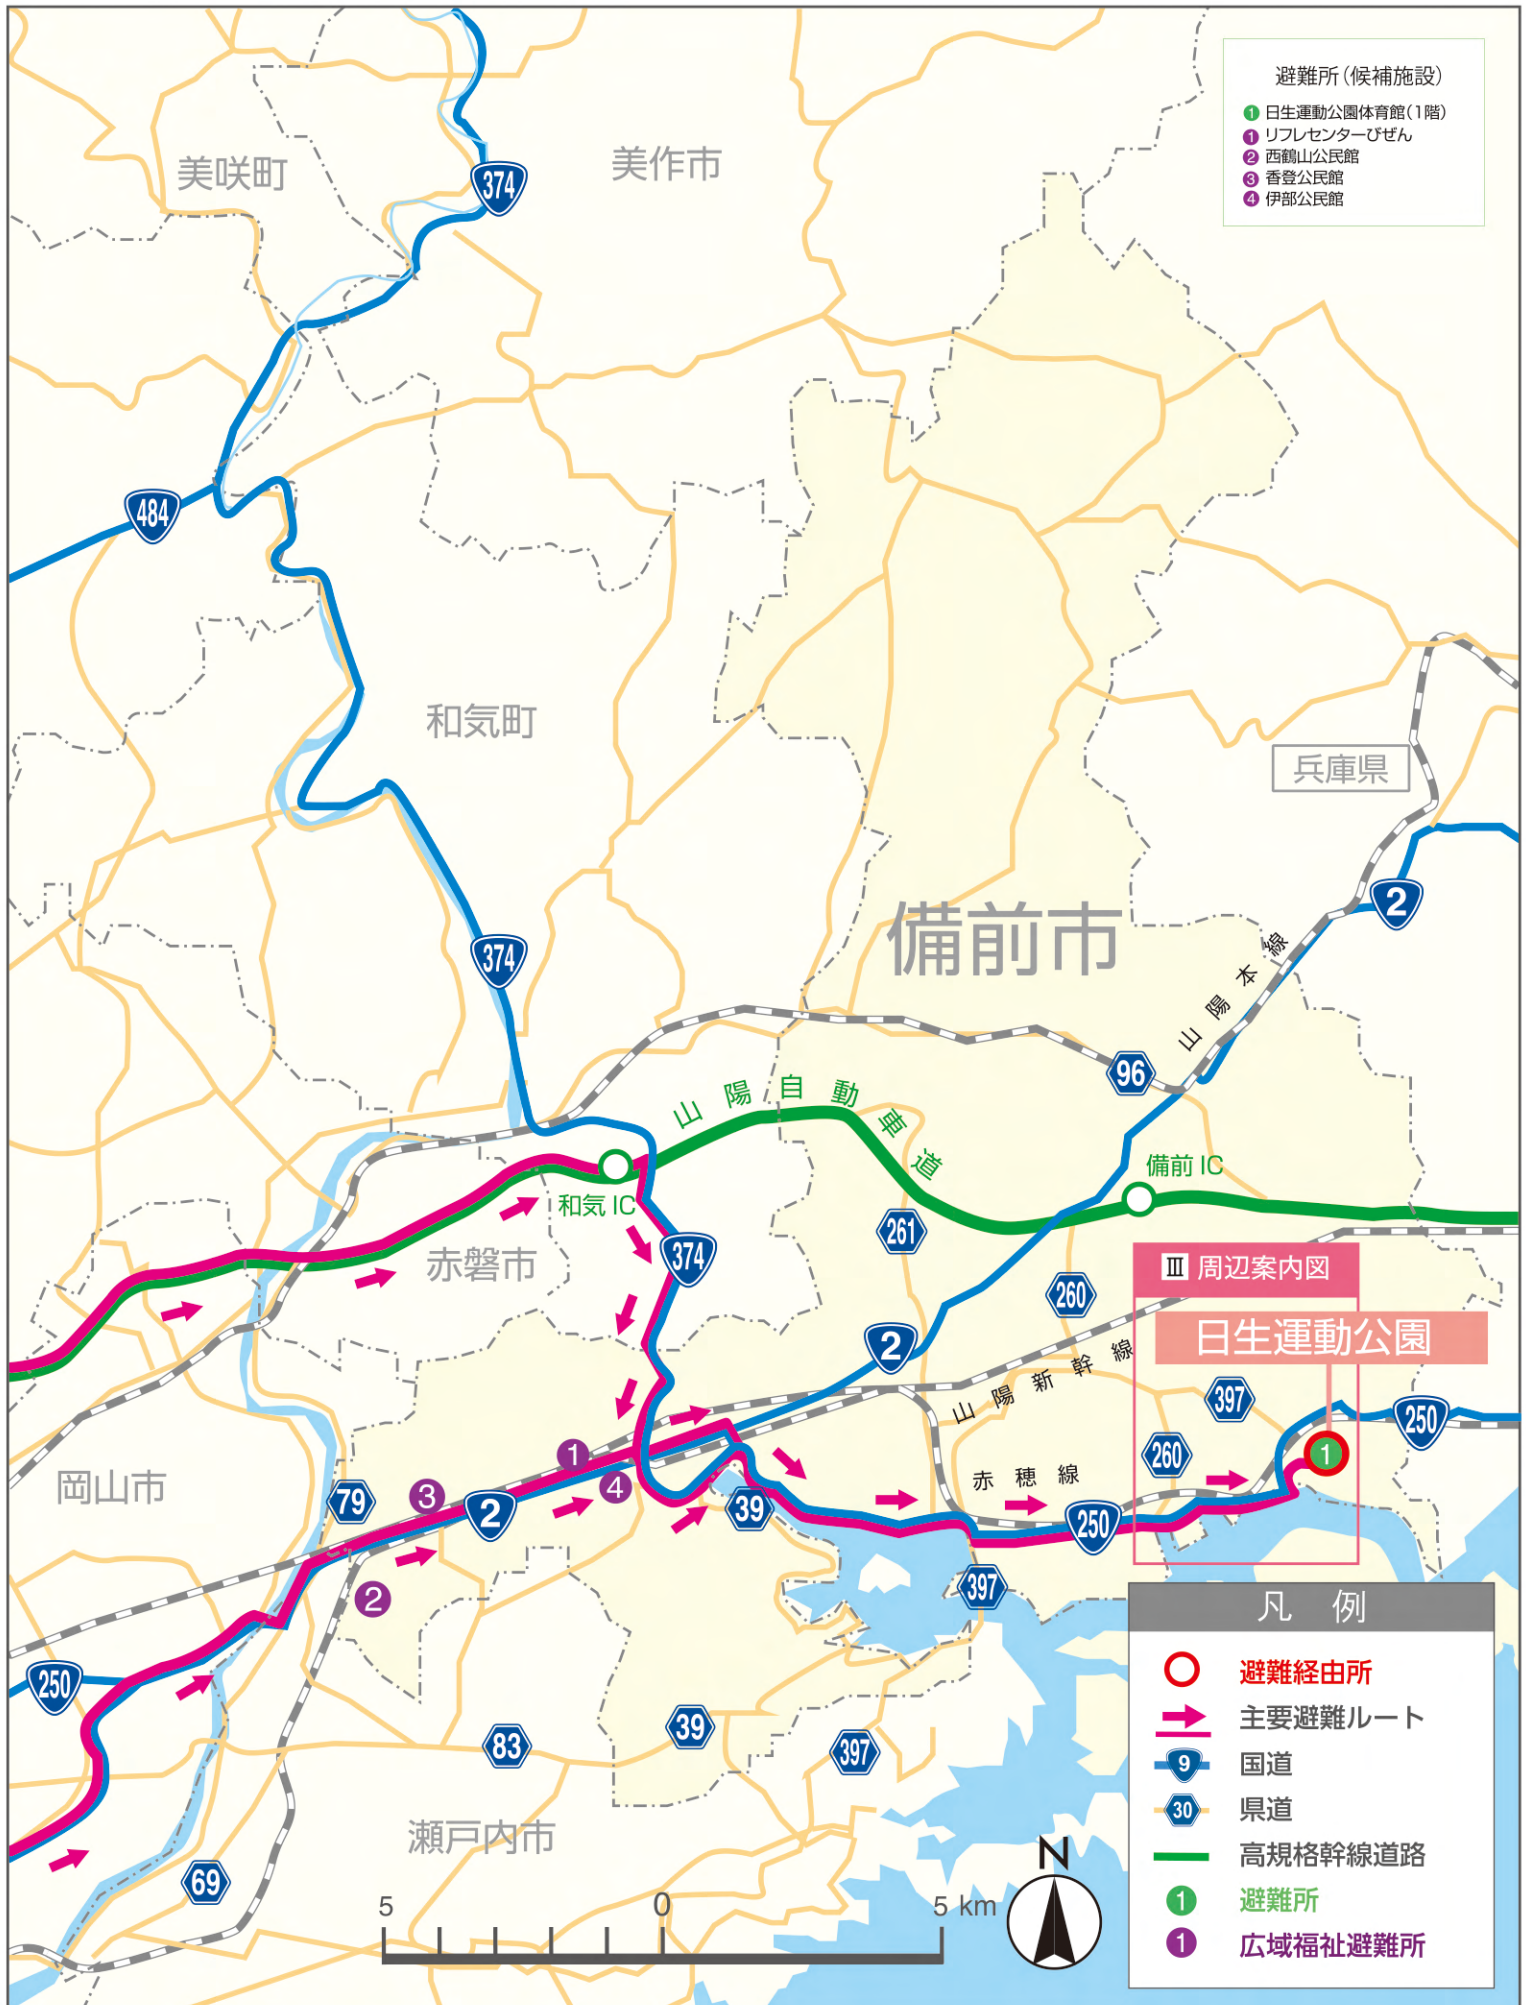 避難所(候補施設)
1 日生運動公園体育館(1階)
1 リフレセンターびぜん
2 西鶴山公民館
3 香登公民館
4 伊部公民館
美咲町
美作市
374
484
和気町
兵庫県
2
備前市
374
山陽本線
96
山陽自動車道
備前 IC
和気 IC
261
374
赤磐市
260
Ⅲ 周辺案内図
日生運動公園
2
山陽新幹線
397
250
1
260
1
岡山市
赤穂線
4
3
79
2
39
250
2
397
250
39
83
397
瀬戸内市
69
5 0 5 km
N
凡 例
避難経由所
主要避難ルート
9 国道
30 県道
高規格幹線道路
1 避難所
1 広域福祉避難所